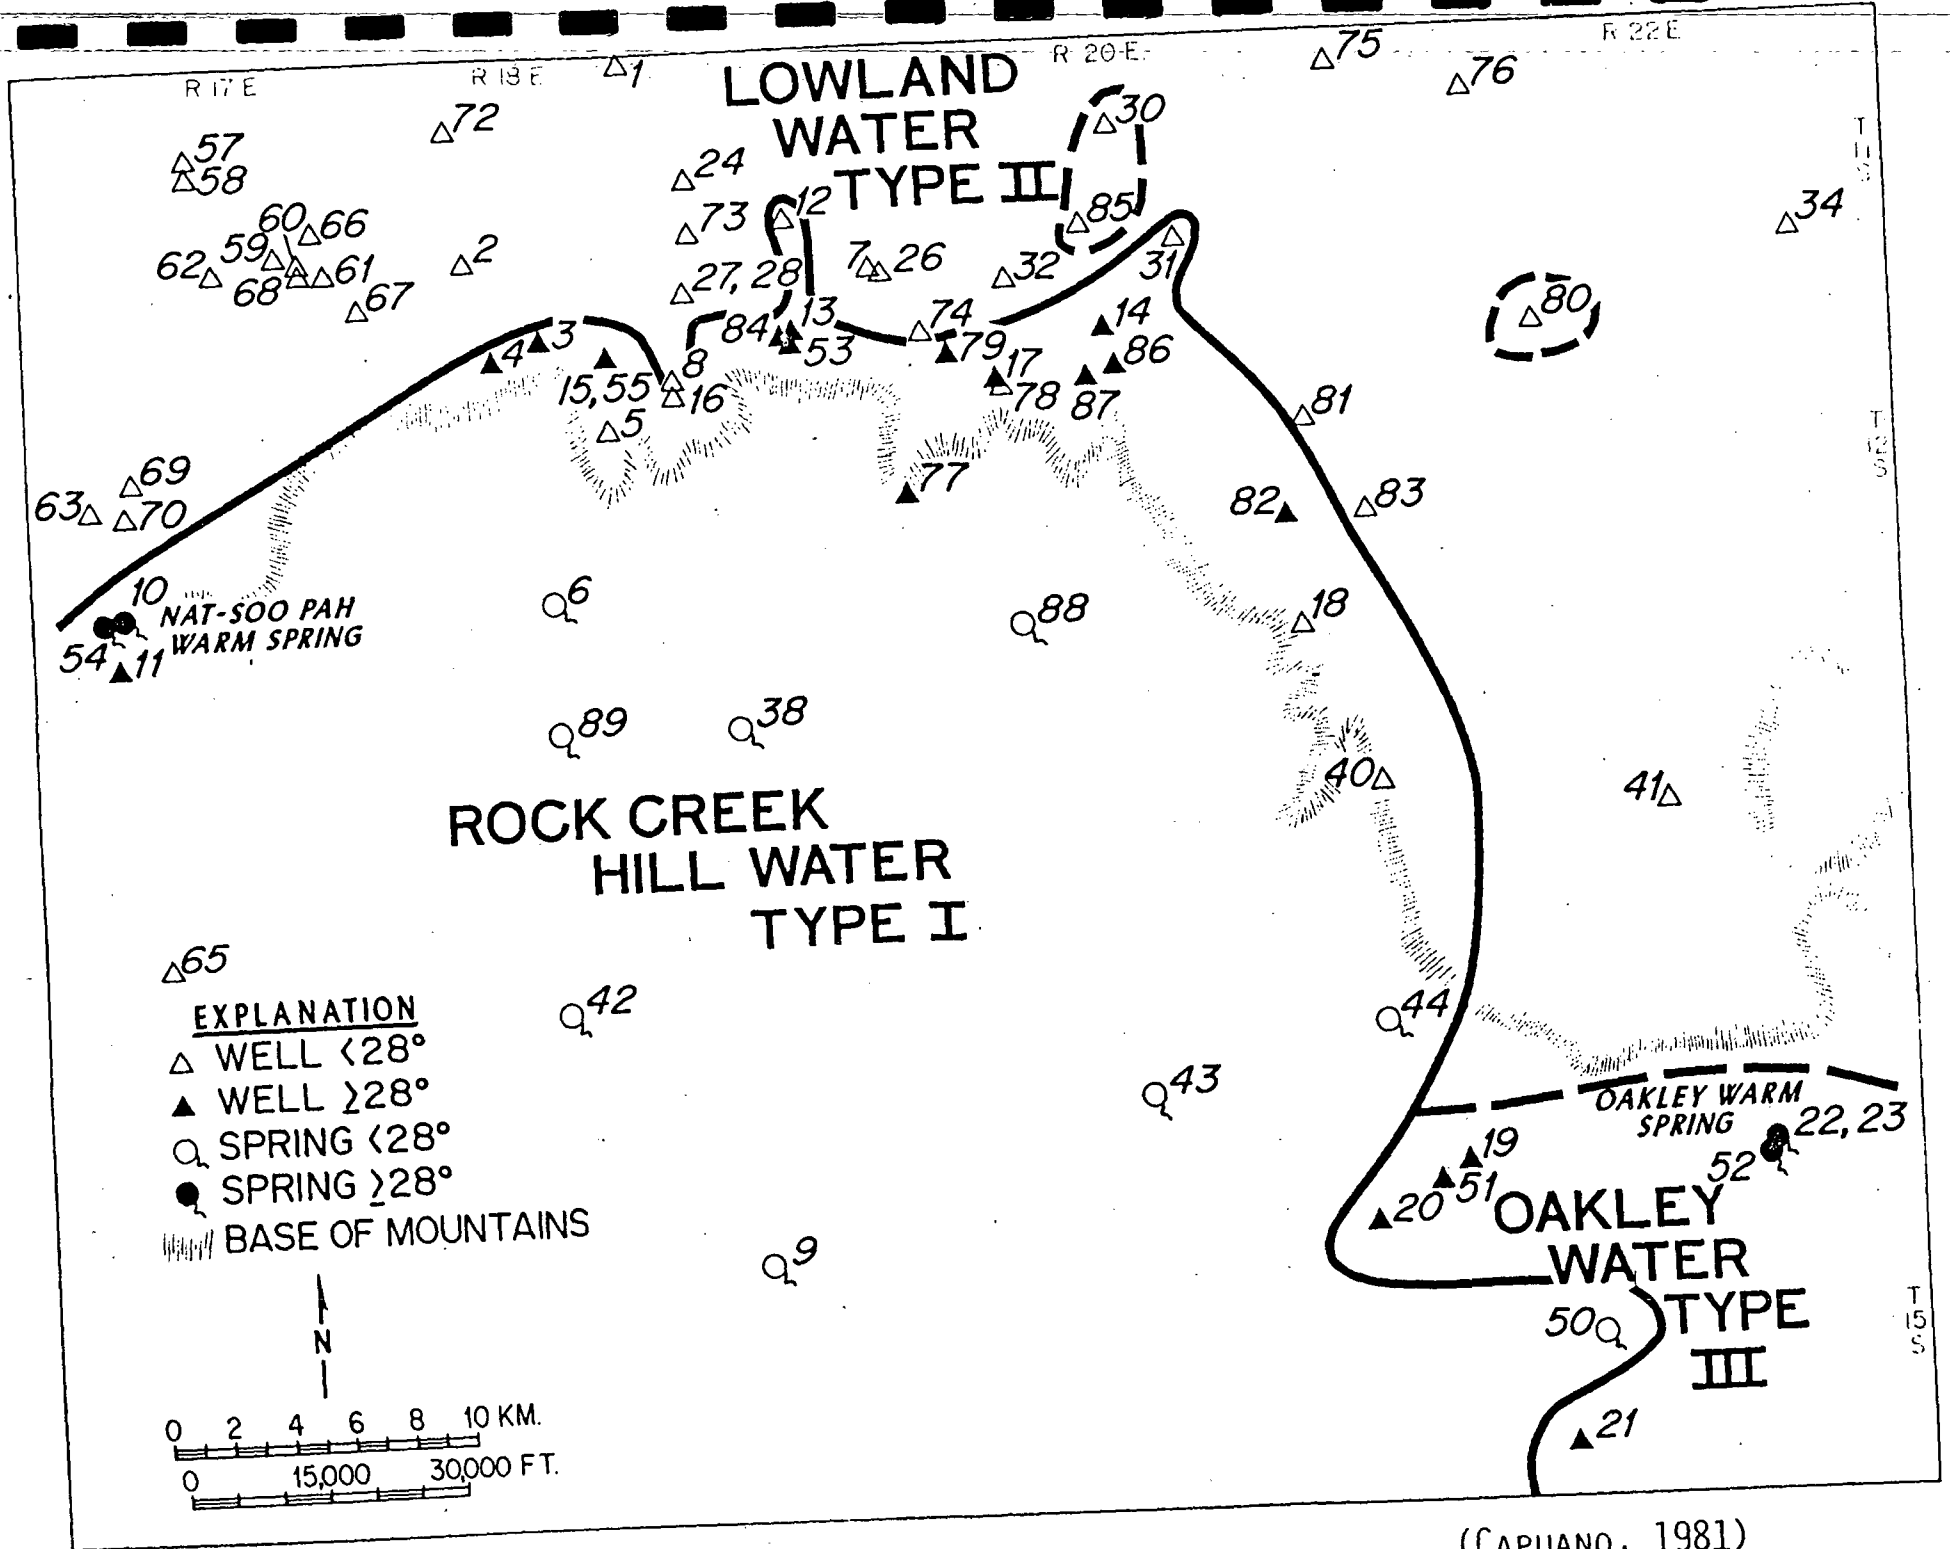 R 17 E
R 18 E
R 20 E
R 22 E
1
75
76
LOWLAND
WATER
TYPE II
72
30
57
58
24
T
11
S
12
85
34
60
66
73
59
62
2
7
26
32
31
61
68
27, 28
67
80
13
74
14
84
3
4
53
79
86
8
17
15,55
16
78
87
81
5
T
12
S
69
77
63
70
82
83
10
NAT-SOO PAH
WARM SPRING
6
88
18
54
11
89
38
40
41
ROCK CREEK
HILL WATER
TYPE I
65
42
44
EXPLANATION
WELL <28°
WELL ≥28°
SPRING <28°
SPRING ≥28°
BASE OF MOUNTAINS
43
OAKLEY WARM
SPRING
22,23
19
52
51
20
OAKLEY
WATER
TYPE
III
9
50
T
15
S
N
21
0 2 4 6 8 10 KM.
0 15,000 30,000 FT.
(CAPUANO, 1981)